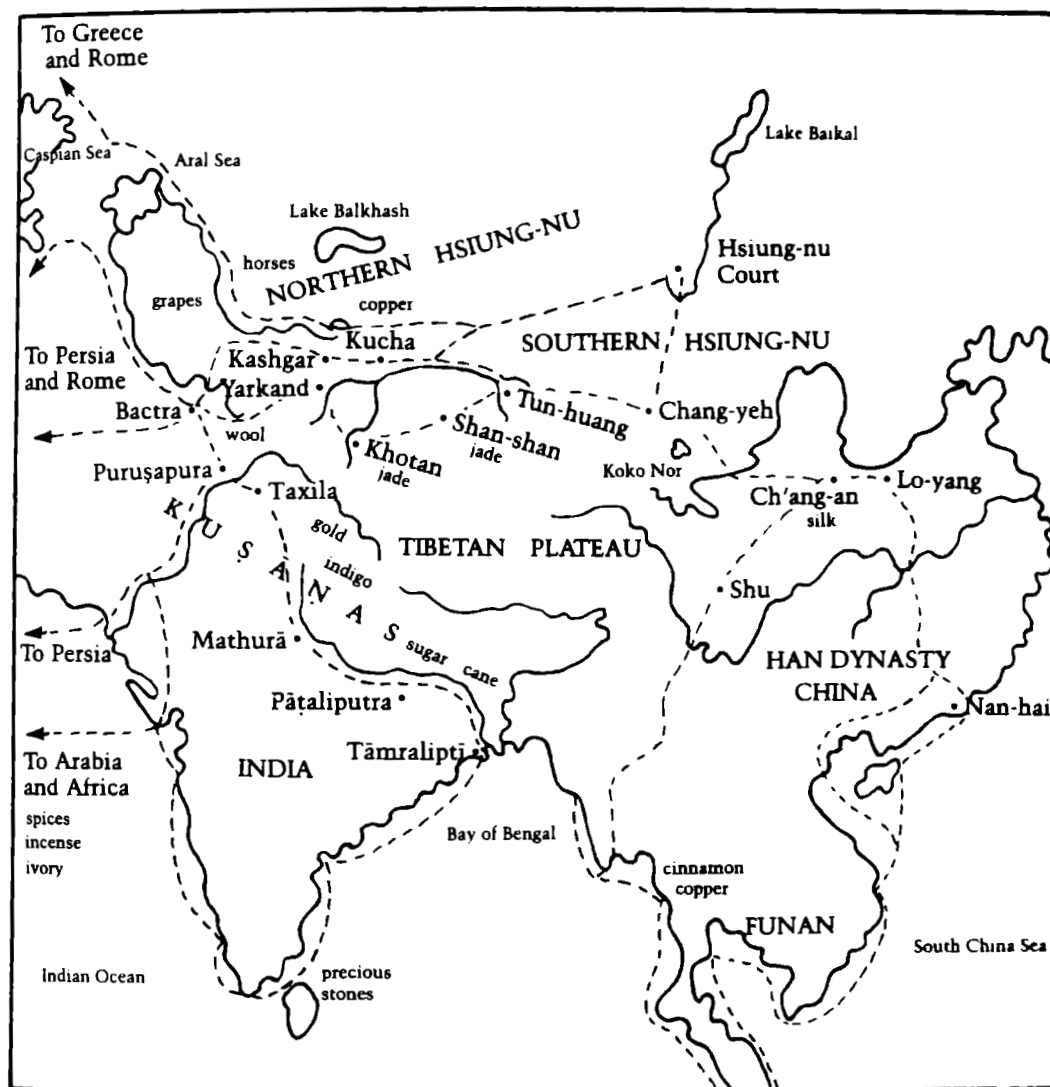 To Greece
and Rome
Lake Baikal
Caspian Sea
Aral Sea
Lake Balkhash
NORTHERN HSIUNG-NU
horses
Hsiung-nu
Court
grapes
copper
Kucha
SOUTHERN HSIUNG-NU
To Persia
and Rome
Kashgar
Yarkand
Tun-huang
Chang-yeh
Bactra
wool
Shan-shan
jade
Khotan
jade
Koko Nor
Puruṣapura
Taxila
Ch'ang-an
silk
Lo-yang
KUṢĀṆAS
gold
indigo
sugar cane
TIBETAN PLATEAU
Shu
To Persia
Mathurā
HAN DYNASTY
CHINA
Pāṭaliputra
Nan-hai
To Arabia
and Africa
spices
incense
ivory
INDIA
Tāmraliptī
Bay of Bengal
cinnamon
copper
FUNAN
South China Sea
Indian Ocean
precious
stones